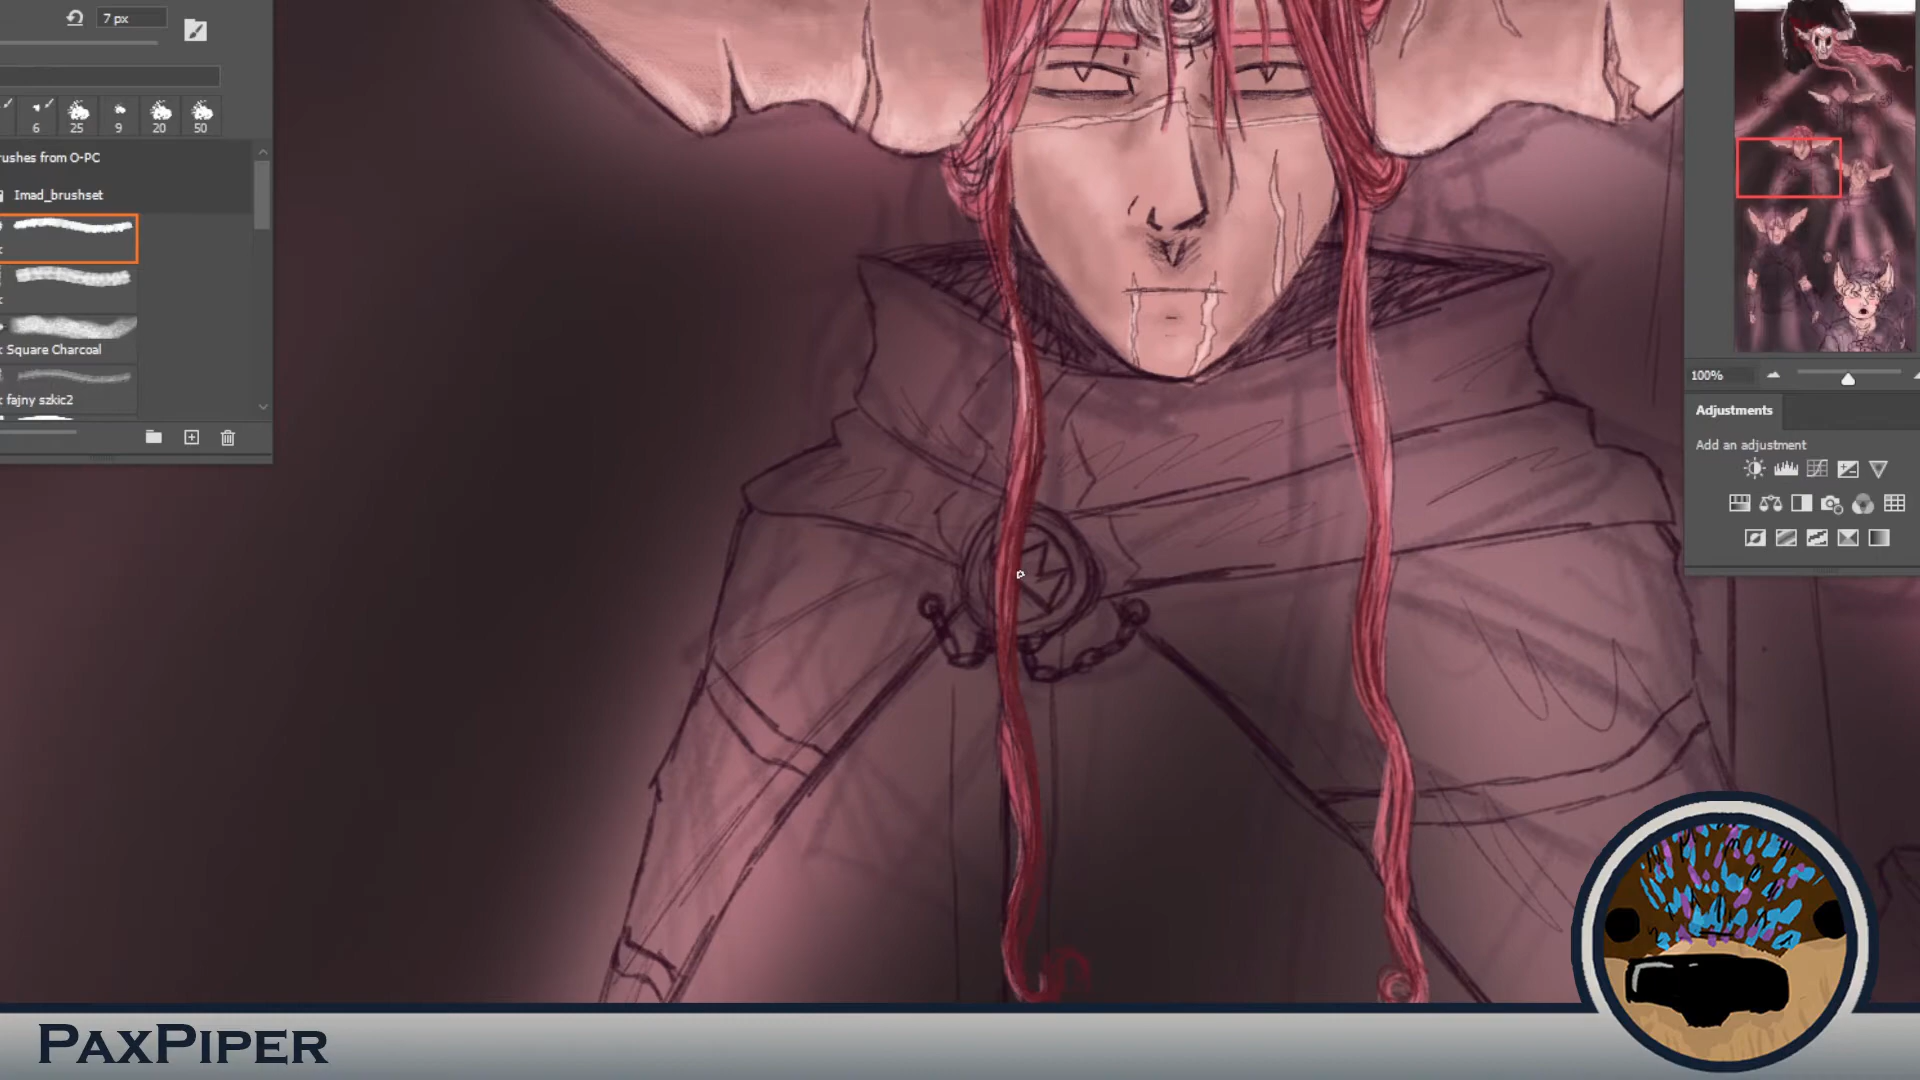 7 px
6 25 9 20 50
rushes from O-PC
Imad_brushset
Square Charcoal
fajny szkic2
100%
Adjustments
Add an adjustment
PaxPiper